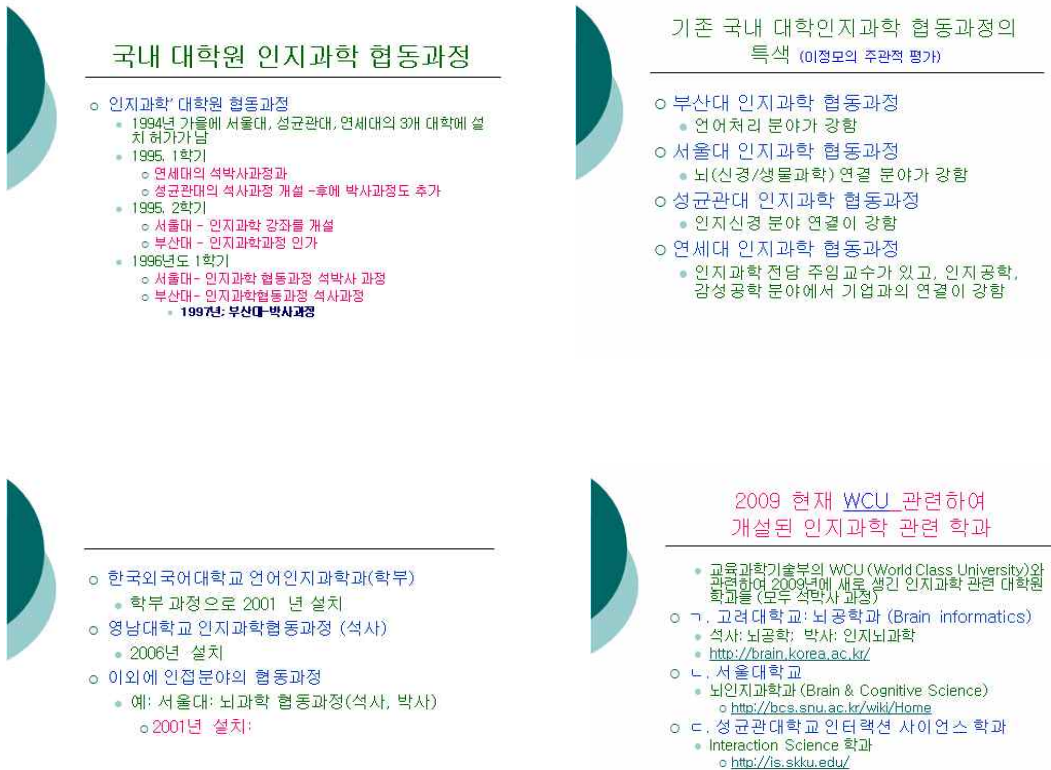 국내 대학원 인지과학 협동과정
인지과학' 대학원 협동과정
1994년 가을에 서울대, 성균관대, 연세대의 3개 대학에 설
치 허가가 남
1995. 1학기
연세대의 석박사과정과
성균관대의 석사과정 개설 -후에 박사과정도 추가
1995. 2학기
서울대 - 인지과학 강좌를 개설
부산대 - 인지과학과정 인가
1996년도 1학기
서울대- 인지과학 협동과정 석박사 과정
부산대- 인지과학협동과정 석사과정
1997년: 부산대-박사과정
기존 국내 대학인지과학 협동과정의
특색 (이정모의 주관적 평가)
부산대 인지과학 협동과정
언어처리 분야가 강함
서울대 인지과학 협동과정
뇌(신경/생물과학) 연결 분야가 강함
성균관대 인지과학 협동과정
인지신경 분야 연결이 강함
연세대 인지과학 협동과정
인지과학 전담 주임교수가 있고, 인지공학,
감성공학 분야에서 기업과의 연결이 강함
한국외국어대학교 언어인지과학과(학부)
학부 과정으로 2001 년 설치
영남대학교 인지과학협동과정 (석사)
2006년 설치
이외에 인접분야의 협동과정
예: 서울대: 뇌과학 협동과정(석사, 박사)
2001년 설치:
2009 현재 WCU 관련하여
개설된 인지과학 관련 학과
교육과학기술부의 WCU (World Class University)와
관련하여 2009년에 새로 생긴 인지과학 관련 대학원
학과들 (모두 석박사 과정)
ㄱ. 고려대학교: 뇌공학과 (Brain informatics)
석사: 뇌공학; 박사: 인지뇌과학
http://brain.korea.ac.kr/
ㄴ. 서울대학교
뇌인지과학과 (Brain & Cognitive Science)
http://bcs.snu.ac.kr/wiki/Home
ㄷ. 성균관대학교 인터랙션 사이언스 학과
Interaction Science 학과
http://is.skku.edu/